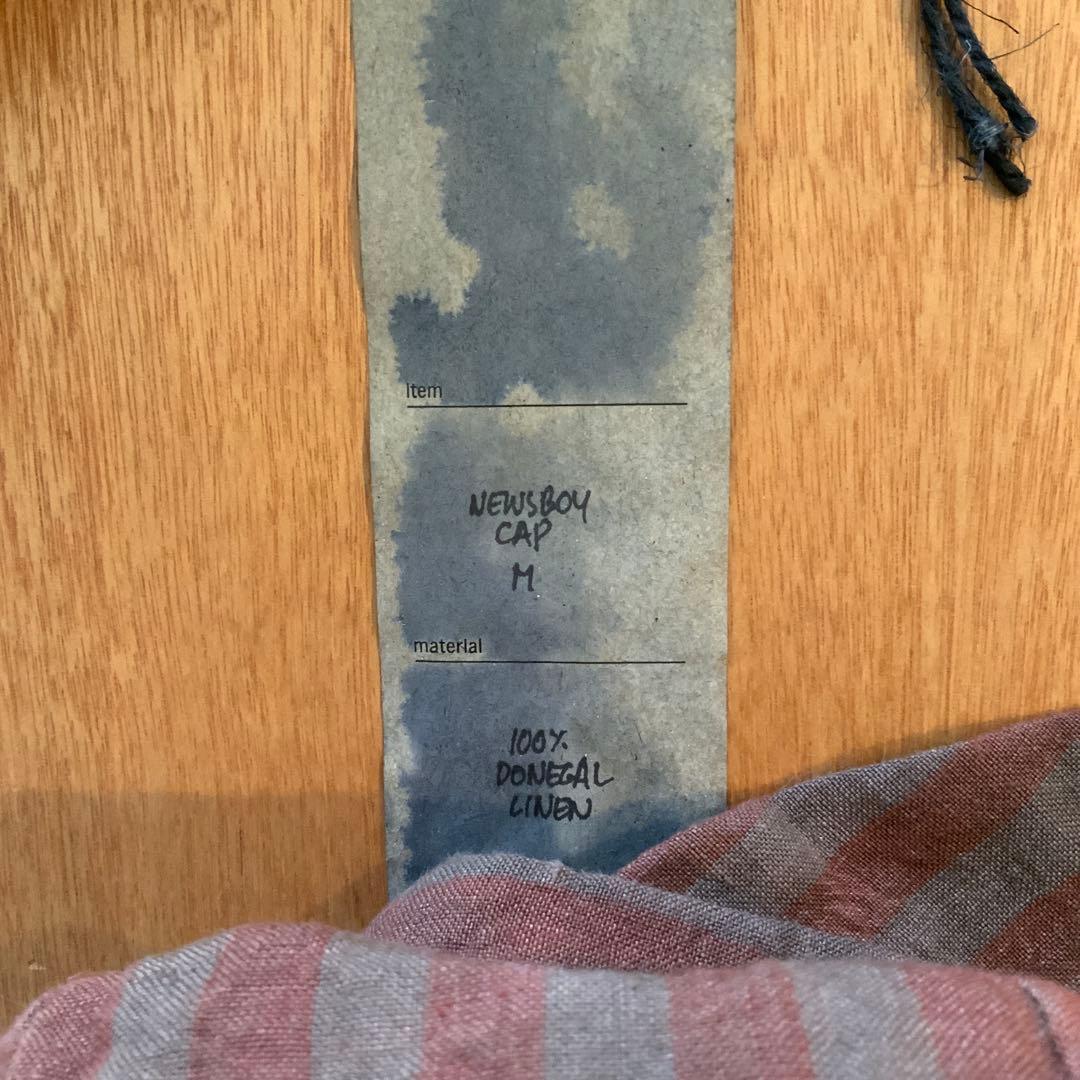 item
NEWSBOY
CAP
M
material
100%
DONEGAL
LINEN